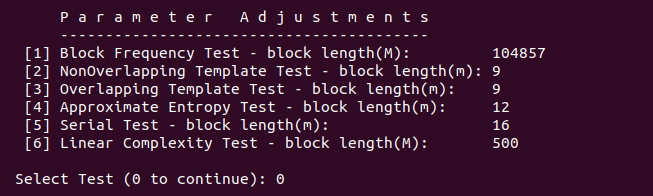 P a r a m e t e r   A d j u s t m e n t s
-----------------------------------------
[1] Block Frequency Test - block length(M):         104857
[2] NonOverlapping Template Test - block length(m): 9
[3] Overlapping Template Test - block length(m):    9
[4] Approximate Entropy Test - block length(m):     12
[5] Serial Test - block length(m):                  16
[6] Linear Complexity Test - block length(M):       500
Select Test (0 to continue): 0